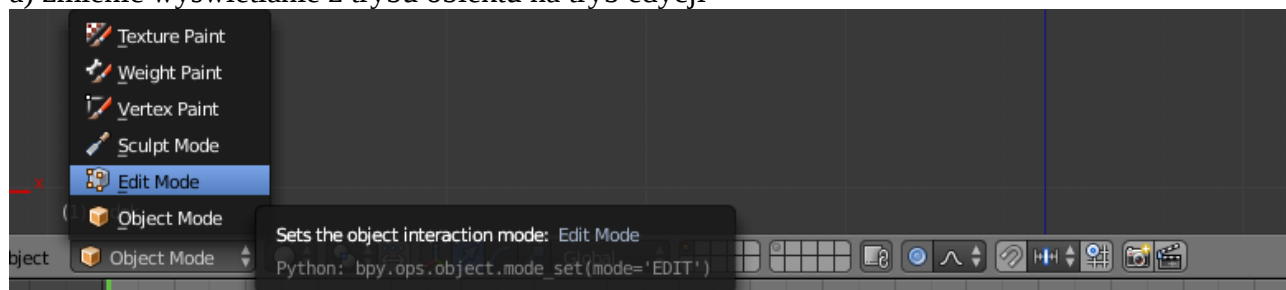 Texture Paint
Weight Paint
Vertex Paint
Sculpt Mode
x
Edit Mode
(1)
Object Mode
Sets the object interaction mode: Edit Mode
bject
Object Mode
Global
Python: bpy.ops.object.mode_set(mode='EDIT')